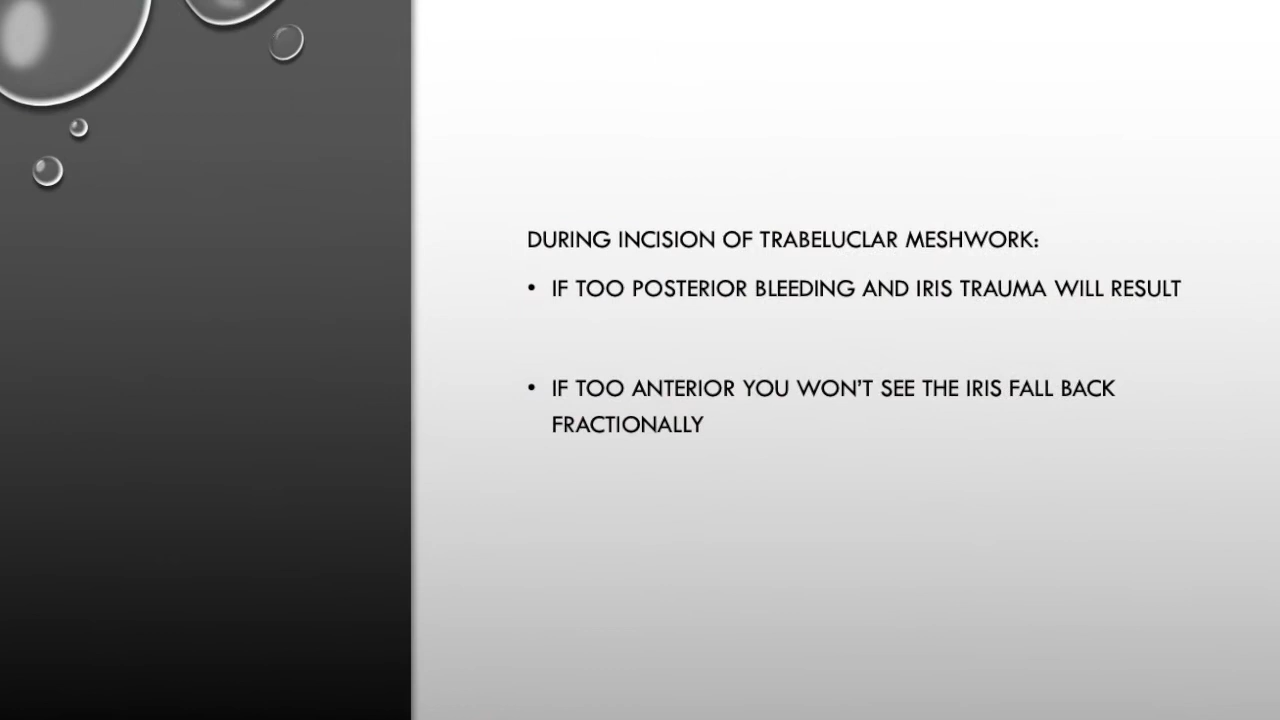 DURING INCISION OF TRABELUCLAR MESHWORK:
• IF TOO POSTERIOR BLEEDING AND IRIS TRAUMA WILL RESULT
• IF TOO ANTERIOR YOU WON'T SEE THE IRIS FALL BACK
FRACTIONALLY